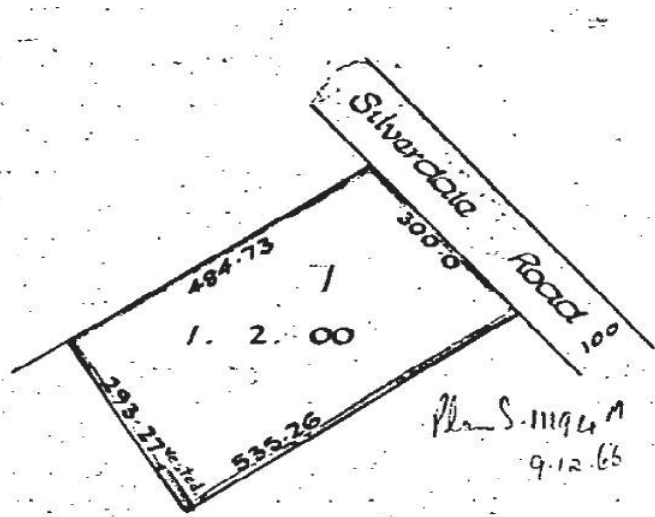 Silverdale Road
100
300.0
484.73
7
1. 2. 00
293.27
535.26
Plan S.11194 M
9.12.66